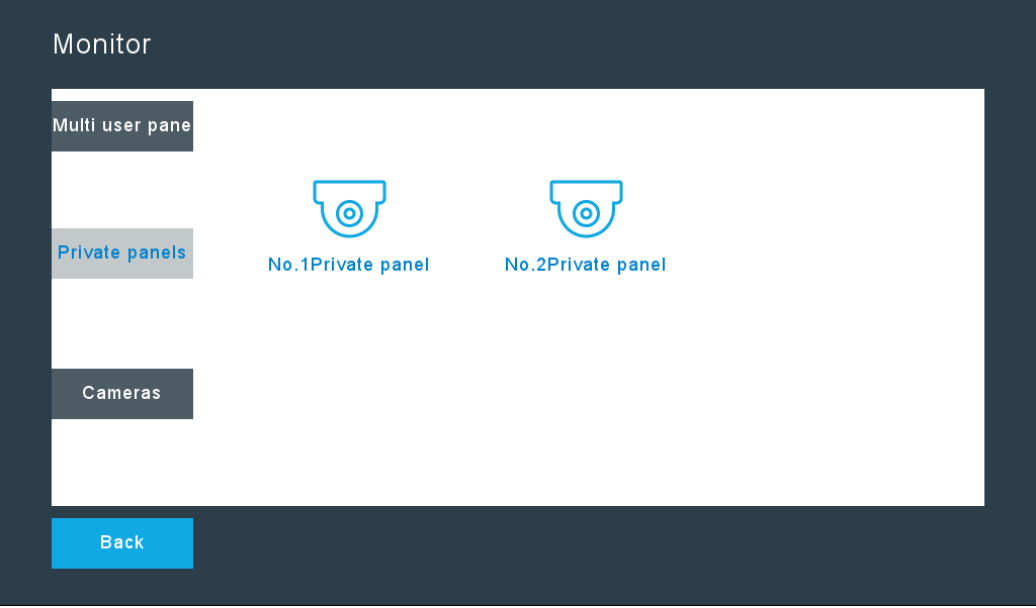 Monitor
Multi user pane
Private panels
No.1Private panel
No.2Private panel
Cameras
Back